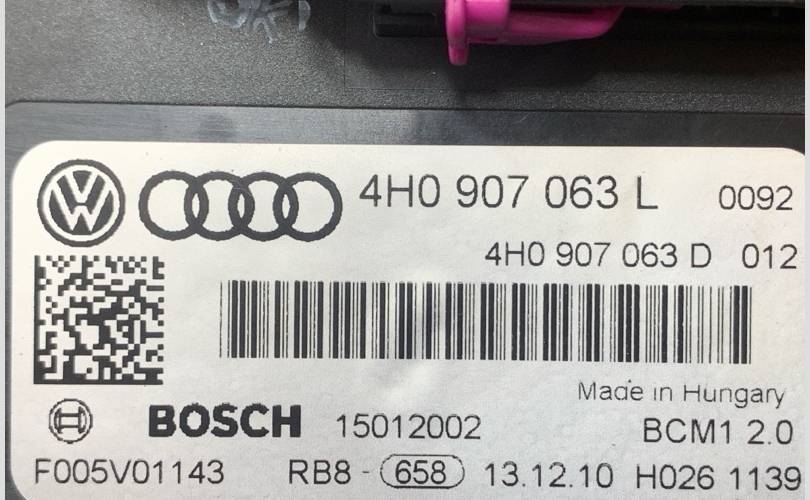 4H0 907 063 L 0092
4H0 907 063 D 012
Made in Hungary
BOSCH 15012002 BCM1 2.0
F005V01143 RB8 - 658 13.12.10 H026 1139